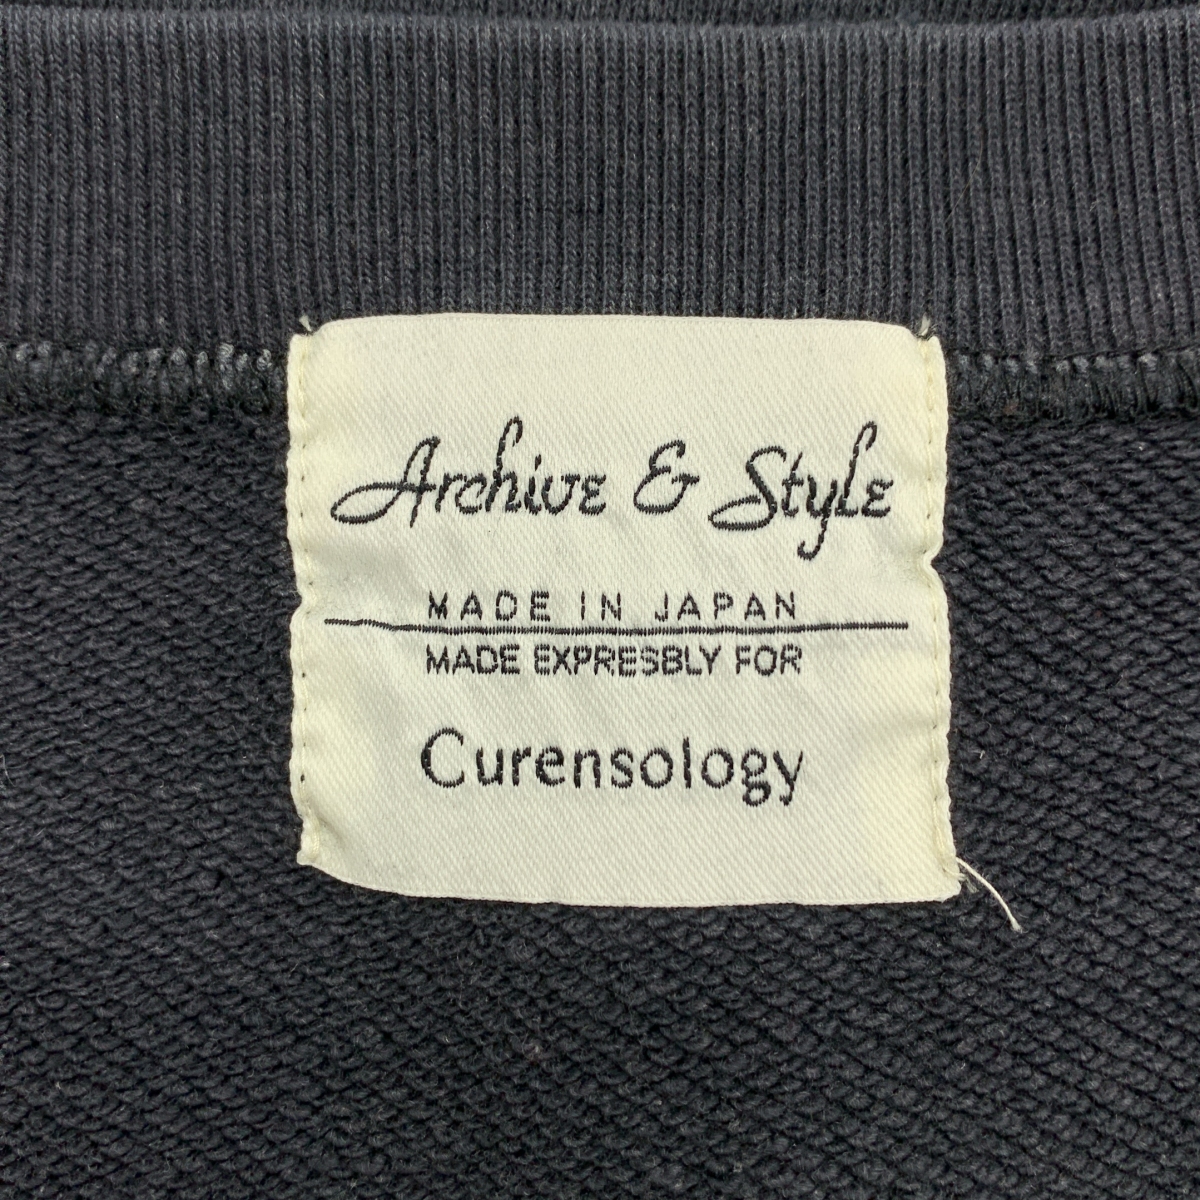 Archive & Style
MADE IN JAPAN
MADE EXPRESBLY FOR
Curensology